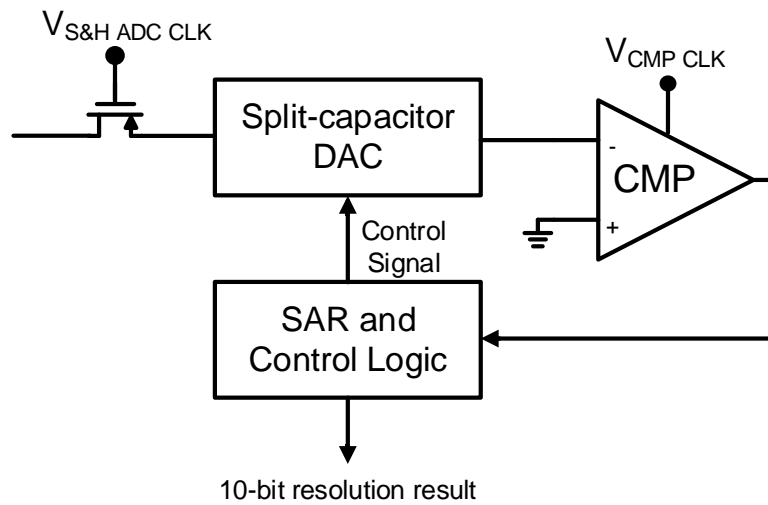 VS&H ADC CLK
VCMP CLK
Split-capacitor
DAC
-
CMP
+
Control
Signal
SAR and
Control Logic
10-bit resolution result